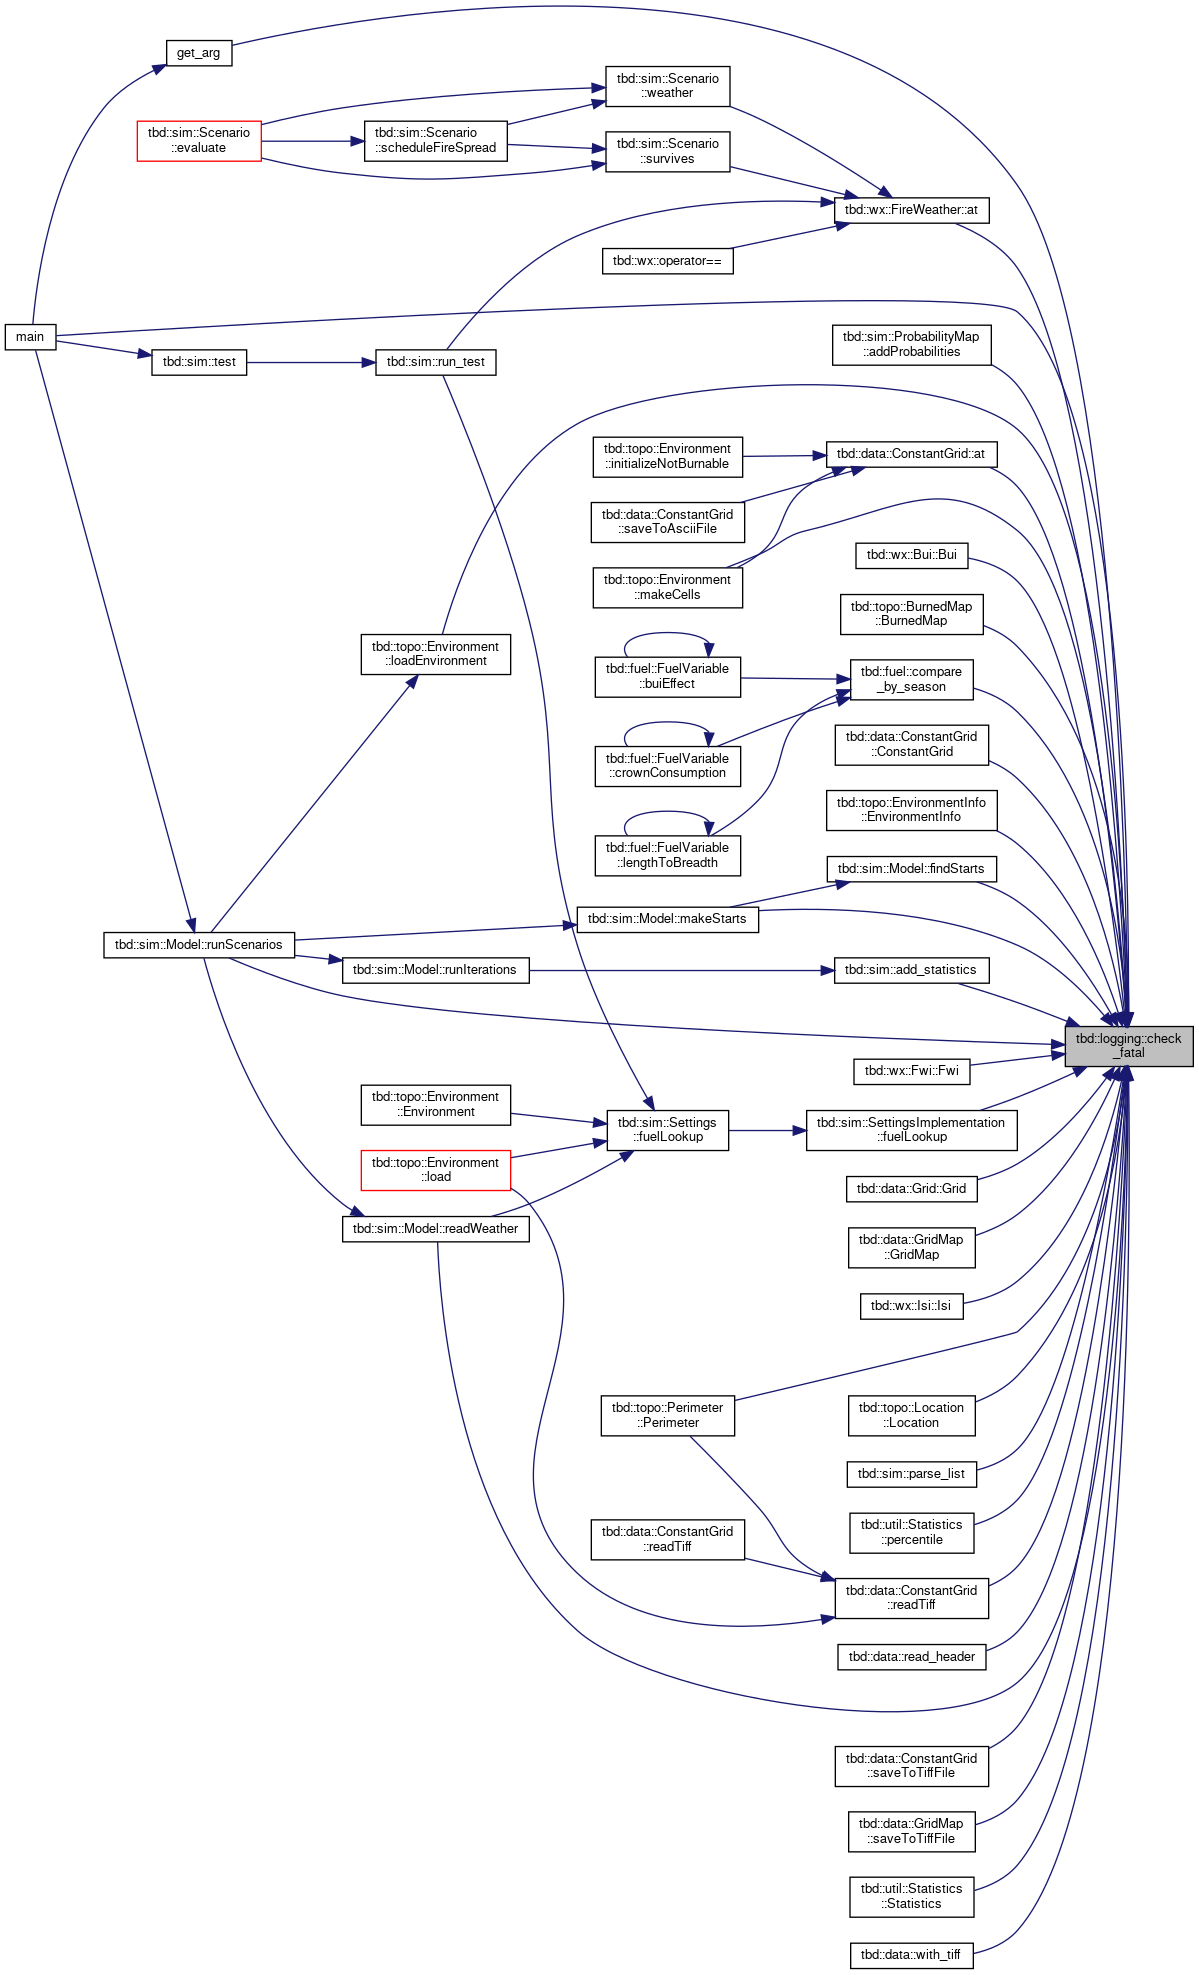 get_arg
tbd::sim::Scenario
::weather
tbd::sim::Scenario
::evaluate
tbd::sim::Scenario
::scheduleFireSpread
tbd::sim::Scenario
::survives
tbd::wx::FireWeather::at
tbd::wx::operator==
main
tbd::sim::test
tbd::sim::run_test
tbd::sim::ProbabilityMap
::addProbabilities
tbd::topo::Environment
::initializeNotBurnable
tbd::data::ConstantGrid::at
tbd::data::ConstantGrid
::saveToAsciiFile
tbd::wx::Bui::Bui
tbd::topo::Environment
::makeCells
tbd::topo::BurnedMap
::BurnedMap
tbd::topo::Environment
::loadEnvironment
tbd::fuel::FuelVariable
::buiEffect
tbd::fuel::compare
_by_season
tbd::data::ConstantGrid
::ConstantGrid
tbd::fuel::FuelVariable
::crownConsumption
tbd::topo::EnvironmentInfo
::EnvironmentInfo
tbd::fuel::FuelVariable
::lengthToBreadth
tbd::sim::Model::findStarts
tbd::sim::Model::makeStarts
tbd::sim::Model::runScenarios
tbd::sim::Model::runIterations
tbd::sim::add_statistics
tbd::logging::check
_fatal
tbd::wx::Fwi::Fwi
tbd::topo::Environment
::Environment
tbd::sim::Settings
::fuelLookup
tbd::sim::SettingsImplementation
::fuelLookup
tbd::topo::Environment
::load
tbd::data::Grid::Grid
tbd::sim::Model::readWeather
tbd::data::GridMap
::GridMap
tbd::wx::Isi::Isi
tbd::topo::Perimeter
::Perimeter
tbd::topo::Location
::Location
tbd::sim::parse_list
tbd::util::Statistics
::percentile
tbd::data::ConstantGrid
::readTiff
tbd::data::ConstantGrid
::readTiff
tbd::data::read_header
tbd::data::ConstantGrid
::saveToTiffFile
tbd::data::GridMap
::saveToTiffFile
tbd::util::Statistics
::Statistics
tbd::data::with_tiff